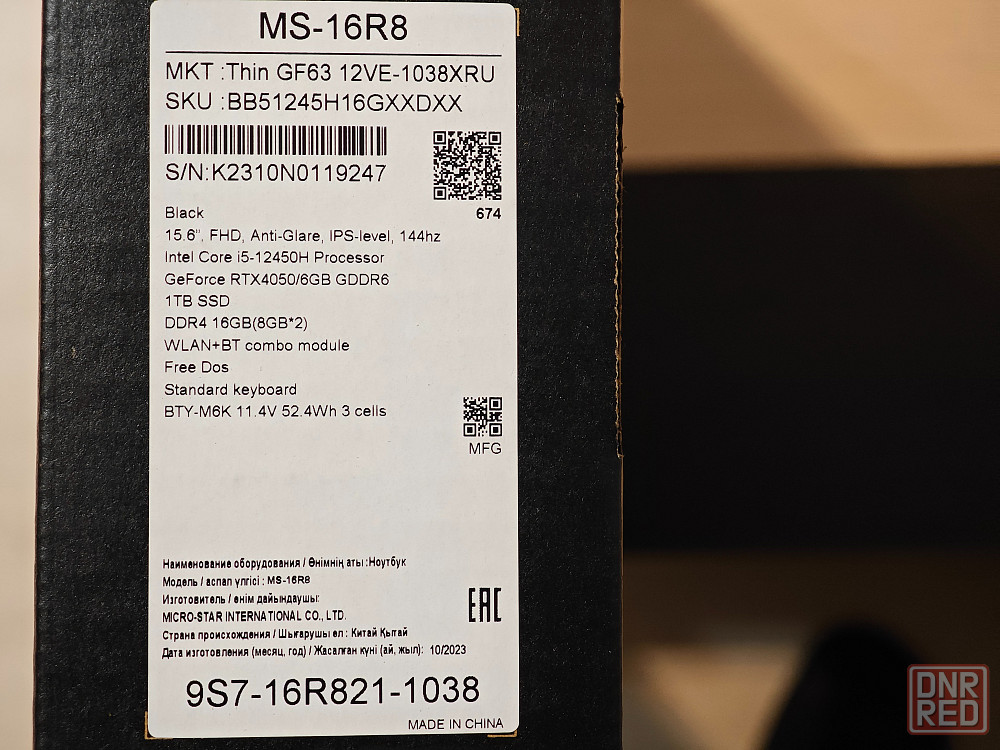 MS-16R8
MKT :Thin GF63 12VE-1038XRU
SKU :BB51245H16GXXDXX
S/N:K2310N0119247
674
Black
15.6", FHD, Anti-Glare, IPS-level, 144hz
Intel Core i5-12450H Processor
GeForce RTX4050/6GB GDDR6
1TB SSD
DDR4 16GB(8GB*2)
WLAN+BT combo module
Free Dos
Standard keyboard
BTY-M6K 11.4V 52.4Wh 3 cells
MFG
Наименование оборудования / Өнімнің аты :Ноутбук
Модель / аспап үлгісі : MS-16R8
Изготовитель / өнім дайындаушы:
MICRO-STAR INTERNATIONAL CO., LTD.
EAC
Страна происхождения / Шығарушы ел : Китай Қытай
Дата изготовления (месяц, год) / Жасалған күні (ай, жыл): 10/2023
9S7-16R821-1038
MADE IN CHINA
DNR
RED